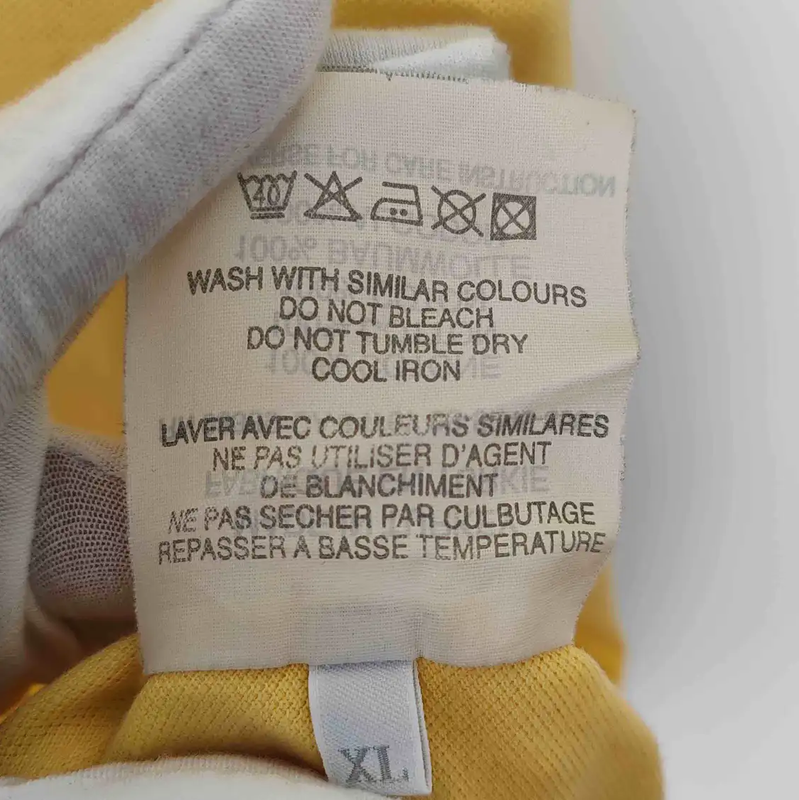 40
WASH WITH SIMILAR COLOURS
DO NOT BLEACH
DO NOT TUMBLE DRY
COOL IRON
LAVER AVEC COULEURS SIMILARES
NE PAS UTILISER D'AGENT
DE BLANCHIMENT
NE PAS SECHER PAR CULBUTAGE
REPASSER A BASSE TEMPERATURE
XL